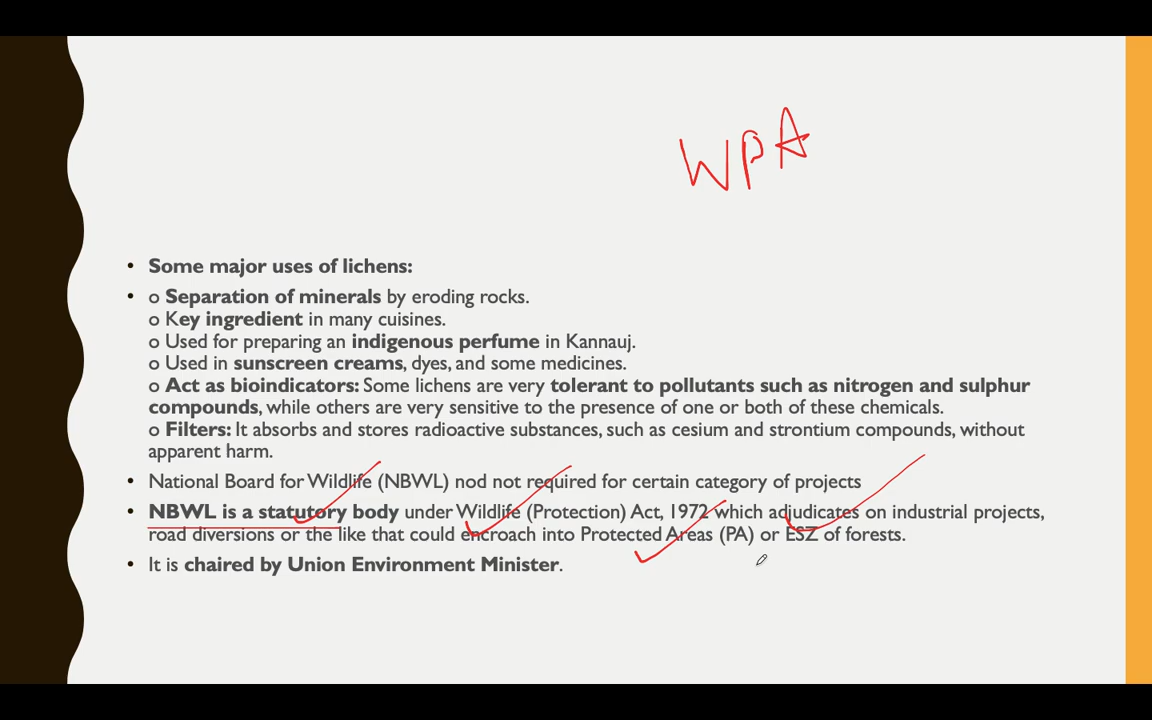 WPA
• Some major uses of lichens:
• o Separation of minerals by eroding rocks.
o Key ingredient in many cuisines.
o Used for preparing an indigenous perfume in Kannauj.
o Used in sunscreen creams, dyes, and some medicines.
o Act as bioindicators: Some lichens are very tolerant to pollutants such as nitrogen and sulphur
compounds, while others are very sensitive to the presence of one or both of these chemicals.
o Filters: It absorbs and stores radioactive substances, such as cesium and strontium compounds, without
apparent harm.
• National Board for Wildlife (NBWL) nod not required for certain category of projects
• NBWL is a statutory body under Wildlife (Protection) Act, 1972 which adjudicates on industrial projects,
road diversions or the like that could encroach into Protected Areas (PA) or ESZ of forests.
• It is chaired by Union Environment Minister.